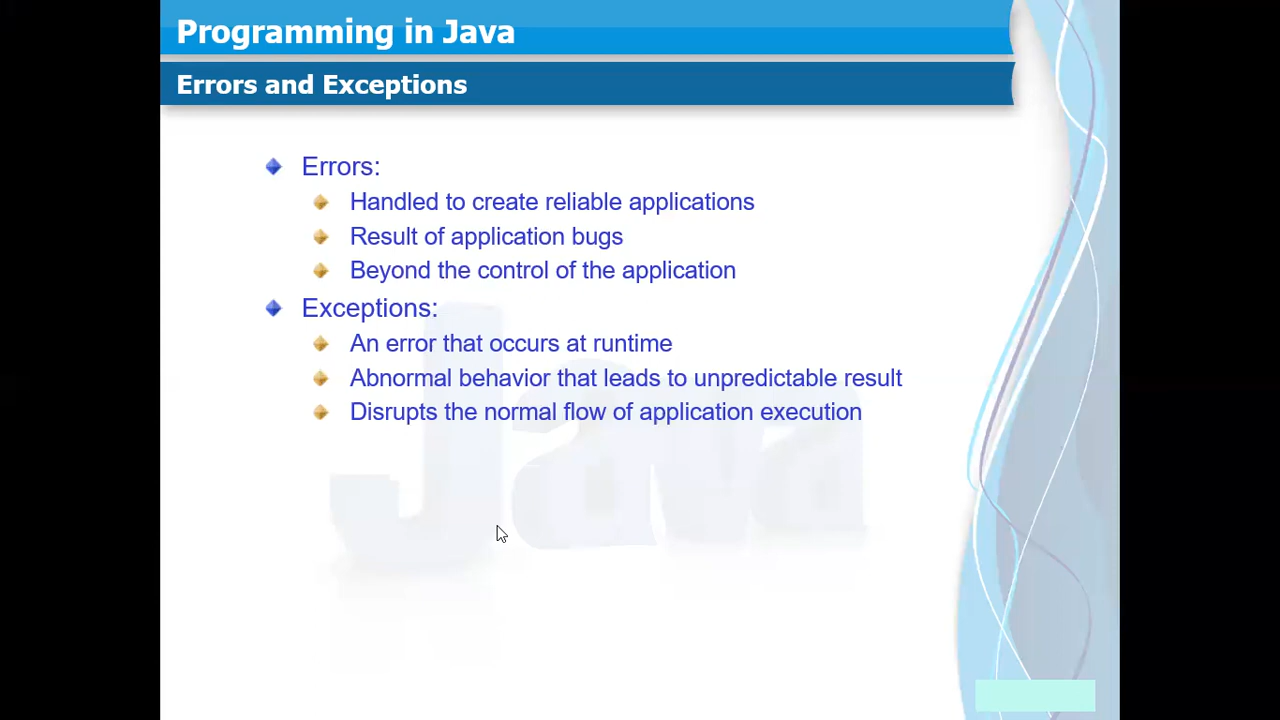 Programming in Java
Errors and Exceptions
Errors:
Handled to create reliable applications
Result of application bugs
Beyond the control of the application
Exceptions:
An error that occurs at runtime
Abnormal behavior that leads to unpredictable result
Disrupts the normal flow of application execution
Java